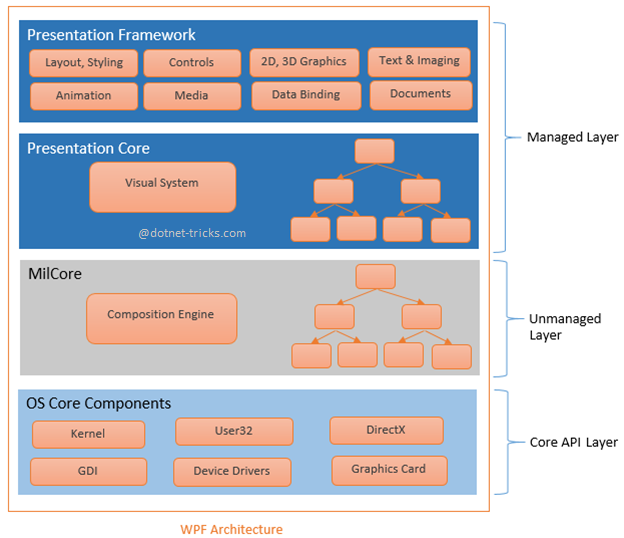 Presentation Framework
Layout, Styling
Controls
2D, 3D Graphics
Text & Imaging
Animation
Media
Data Binding
Documents
Managed Layer
Presentation Core
Visual System
@dotnet-tricks.com
MilCore
Composition Engine
Unmanaged
Layer
OS Core Components
Kernel
User32
DirectX
Core API Layer
GDI
Device Drivers
Graphics Card
WPF Architecture